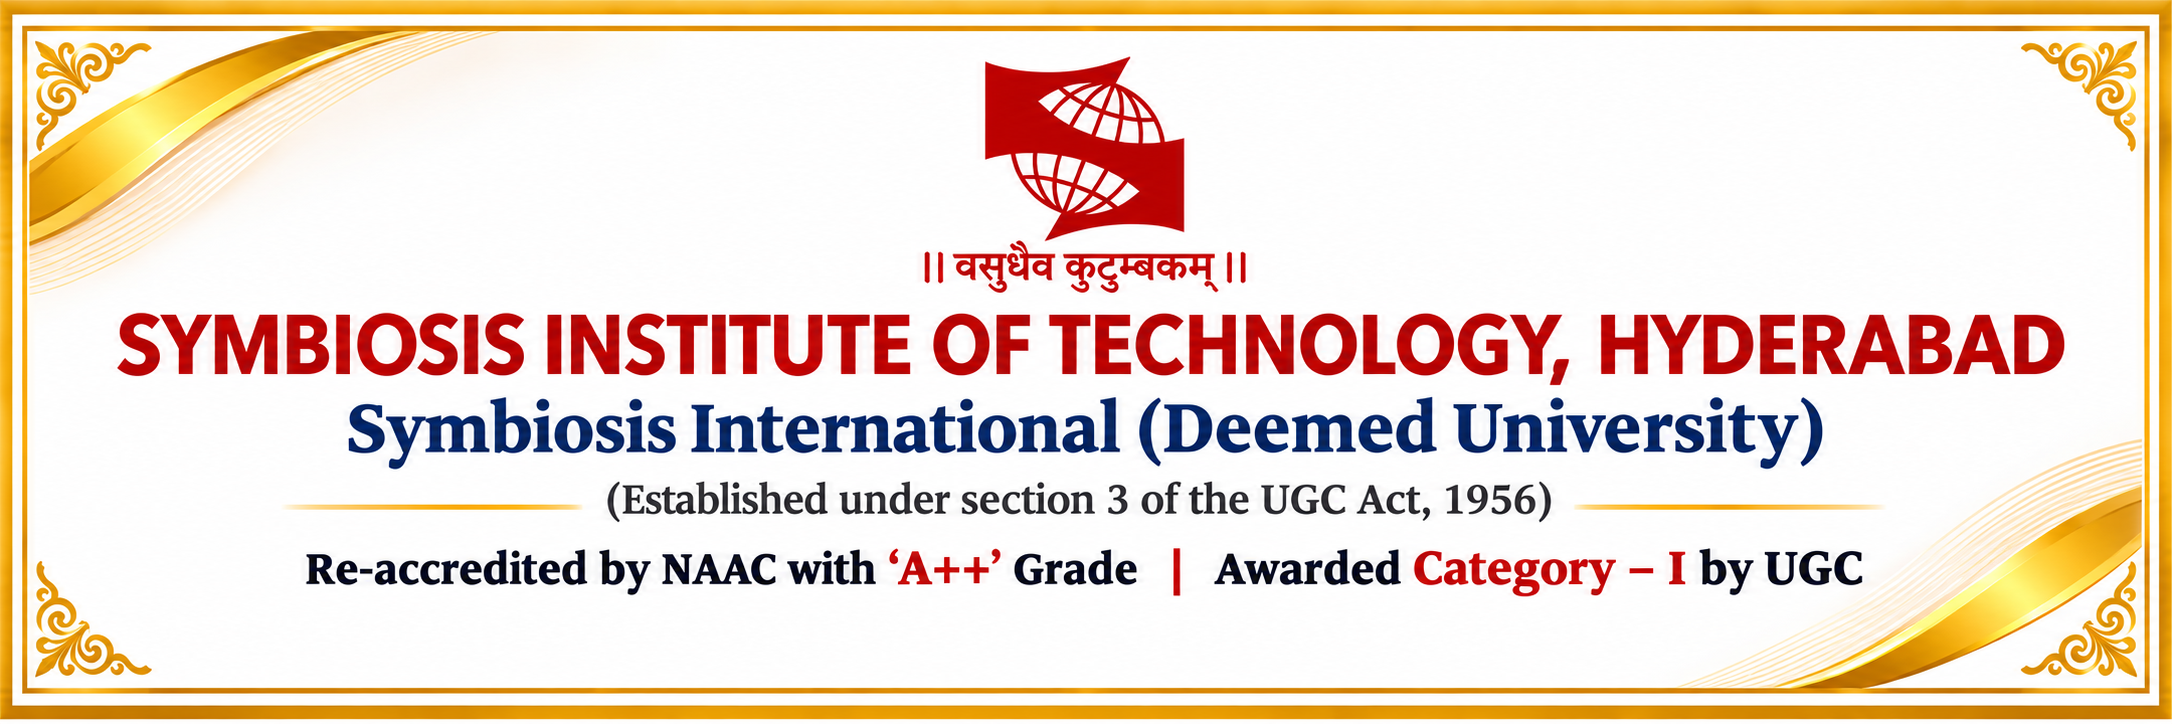 || वसुधैव कुटुम्बकम् ||
SYMBIOSIS INSTITUTE OF TECHNOLOGY, HYDERABAD
Symbiosis International (Deemed University)
(Established under section 3 of the UGC Act, 1956)
Re-accredited by NAAC with ‘A++’ Grade | Awarded Category – I by UGC